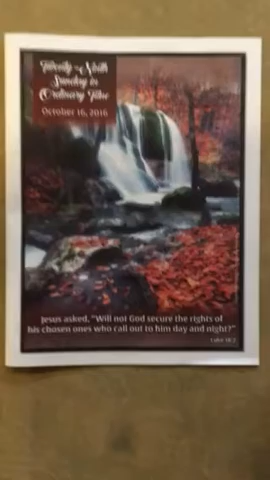 Twenty-Ninth
Sunday in
Ordinary Time
October 16, 2016
Jesus asked, "Will not God secure the rights of
his chosen ones who call out to him day and night?"
Luke 18:7